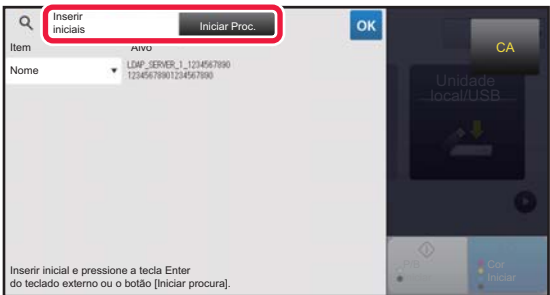 Inserir
iniciais
Iniciar Proc.
OK
CA
Item
Alvo
Nome
LDAP_SERVER_1_1234567890
12345678901234567890
Unidade
local/USB
Cor
Iniciar
Inserir inicial e pressione a tecla Enter
do teclado externo ou o botão [Iniciar procura].